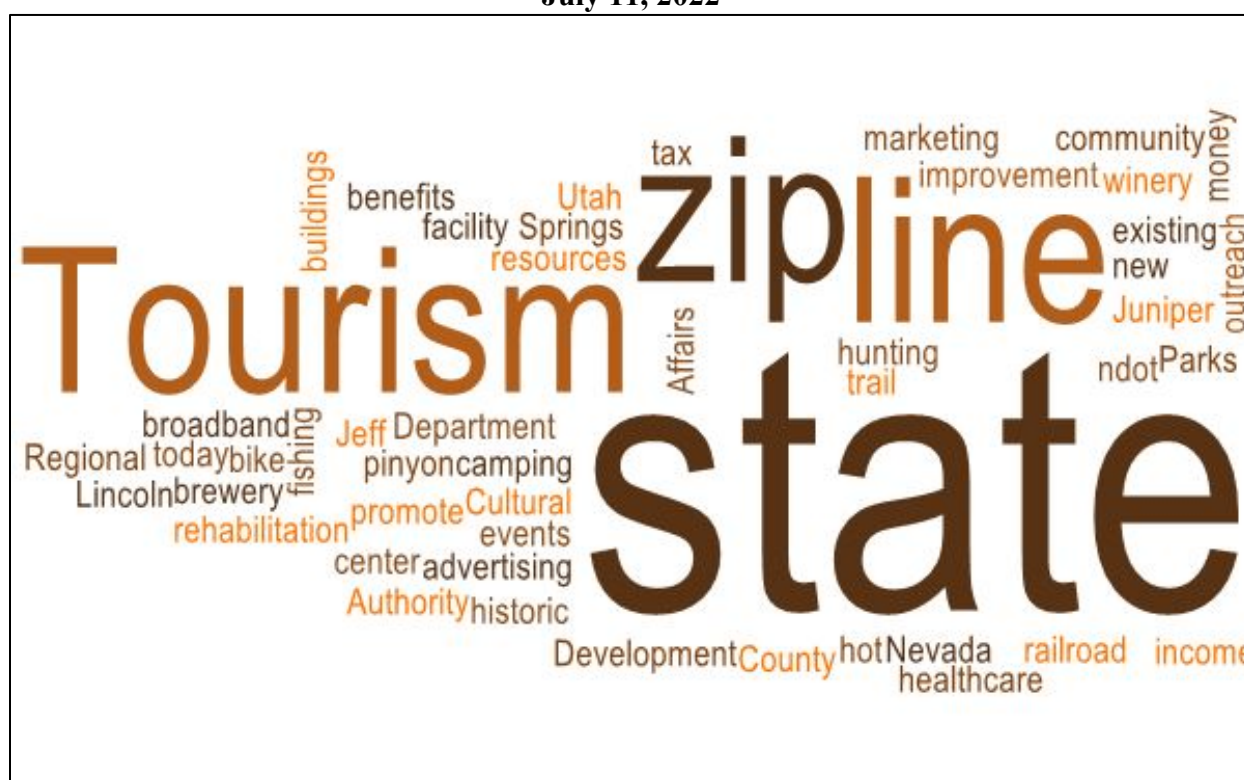 July 11, 2022
tax
marketing
community
money
buildings
benefits
Utah
zip
line
improvement
winery
facility
Springs
existing
resources
new
outreach
Tourism
Juniper
Affairs
hunting
ndot
Parks
trail
state
broadband
fishing
Jeff
Department
Regional
today
bike
pinyon
camping
Lincoln
brewery
rehabilitation
promote
Cultural
events
center
advertising
Authority
historic
Development
County
hot
Nevada
railroad
income
healthcare